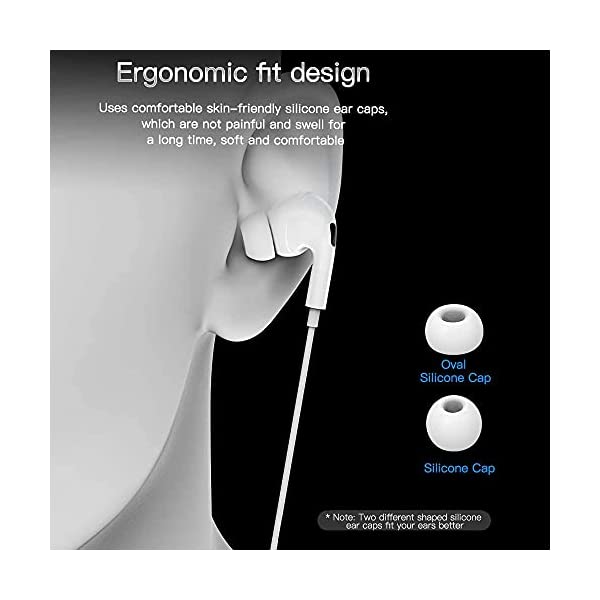 Ergonomic fit design
Uses comfortable skin-friendly silicone ear caps,
which are not painful and swell for
a long time, soft and comfortable
Oval
Silicone Cap
Silicone Cap
* Note: Two different shaped silicone
ear caps fit your ears better